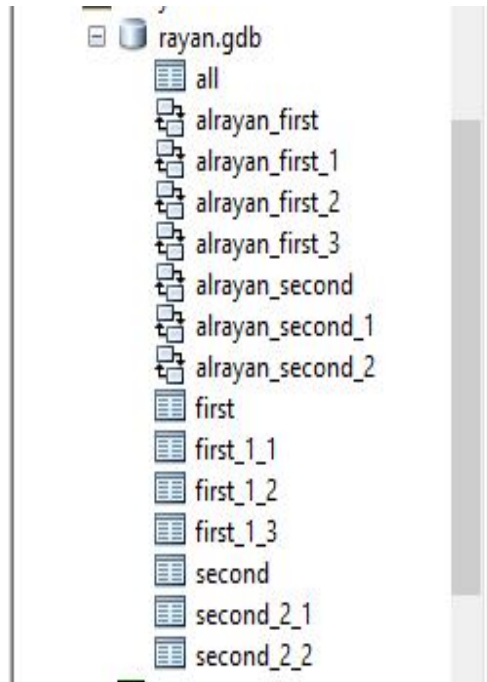 rayan.gdb
all
alrayan_first
alrayan_first_1
alrayan_first_2
alrayan_first_3
alrayan_second
alrayan_second_1
alrayan_second_2
first
first_1_1
first_1_2
first_1_3
second
second_2_1
second_2_2